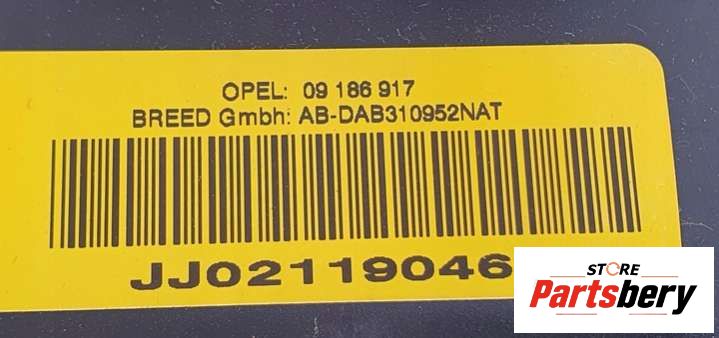 OPEL: 09 186 917
BREED Gmbh: AB-DAB310952NAT
JJ02119046
STORE
Partsbery